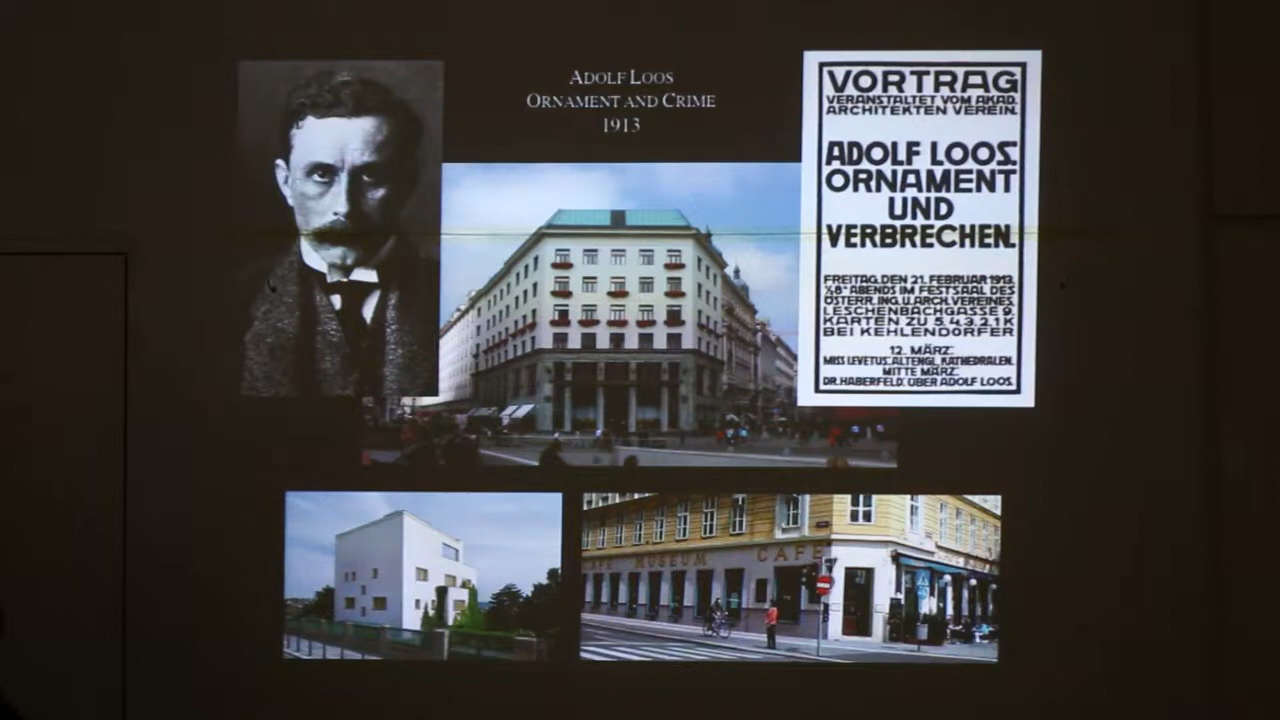 ADOLF LOOS
ORNAMENT AND CRIME
1913
VORTRAG
VERANSTALTET VOM AKAD.
ARCHITEKTEN VEREIN.
ADOLF LOOS:
ORNAMENT
UND
VERBRECHEN.
FREITAG, DEN 21. FEBRUAR 1913,
½8ʰ ABENDS IM FESTSAAL DES
ÖSTERR. ING. U. ARCH. VEREINES,
I. ESCHENBACHGASSE 9.
KARTEN ZU 5, 4, 3, 2, 1 K
BEI KEHLENDORFER
12. MÄRZ:
MISS LEVETUS: ALTENGL. KATHEDRALEN.
MITTE MÄRZ:
DR. HABERFELD: ÜBER ADOLF LOOS.
CAFE MUSEUM CAFE